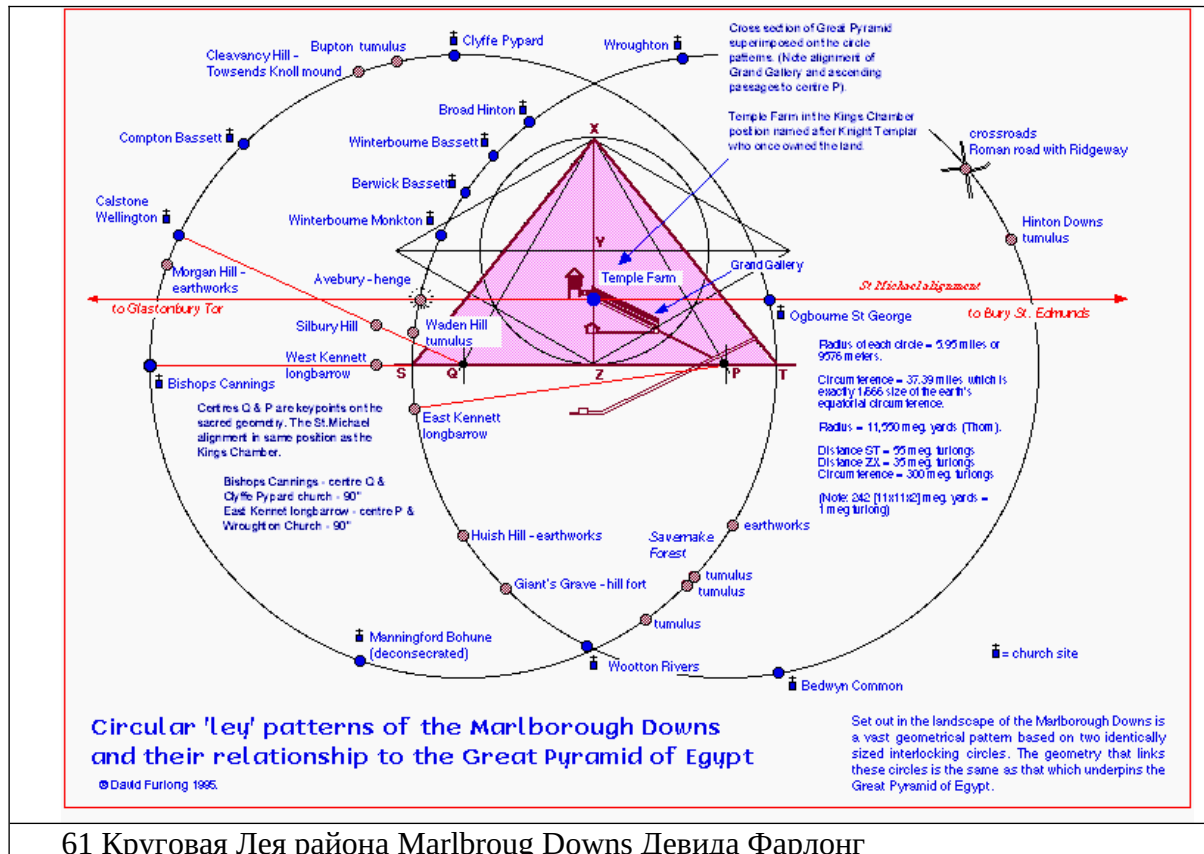 Cross section of Great Pyramid
superimposed on the circle
patterns. (Note alignment of
Grand Gallery and ascending
passages to centre P).
Clyffe Pypard
Wroughton
Bupton tumulus
Cleavancy Hill -
Towsends Knoll mound
Broad Hinton
Temple Farm in the Kings Chamber
postion named after Knight Templar
who once owned the land.
X
crossroads
Roman road with Ridgeway
Compton Bassett
Winterbourne Bassett
Berwick Bassett
Calstone
Wellington
Winterbourne Monkton
Hinton Downs
tumulus
Y
Morgan Hill -
earthworks
Avebury - henge
Temple Farm
Grand Gallery
St Michael alignment
to Glastonbury Tor
to Bury St. Edmunds
Ogbourne St George
Silbury Hill
Waden Hill
tumulus
West Kennett
longbarrow
S
Q
Z
P
T
Bishops Cannings
East Kennett
longbarrow
Radius of each circle = 5.95 miles or
9576 meters.
Circumference = 37.39 miles which is
exactly 1/666 size of the earth's
equatorial circumference.
Radius = 11,550 meg. yards (Thom).
Distance ST = 55 meg. furlongs
Distance ZX = 35 meg. furlongs
Circumference = 300 meg. furlongs
(Note: 242 [11x11x2] meg. yards =
1 meg furlong)
Centres Q & P are keypoints on the
sacred geometry. The St.Michael
alignment in same position as the
Kings Chamber.
Bishops Cannings - centre Q &
Clyffe Pypard church - 90°
East Kennet longbarrow - centre P &
Wroughton Church - 90°
Huish Hill - earthworks
Savernake
Forest
earthworks
Giant's Grave - hill fort
tumulus
tumulus
tumulus
Manningford Bohune
(deconsecrated)
Wootton Rivers
Bedwyn Common
= church site
Circular 'ley' patterns of the Marlborough Downs
and their relationship to the Great Pyramid of Egypt
© David Furlong 1995.
Set out in the landscape of the Marlborough Downs is
a vast geometrical pattern based on two identically
sized interlocking circles. The geometry that links
these circles is the same as that which underpins the
Great Pyramid of Egypt.
61 Круговая Лея района Marlbroug Downs Девида Фарлонг